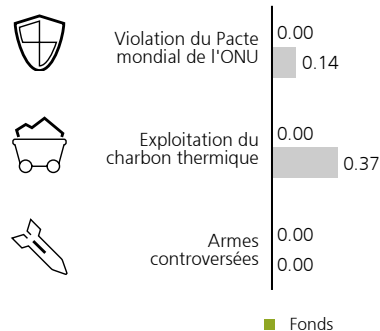 Violation du Pacte
mondial de l'ONU
0.00
0.14
Exploitation du
charbon thermique
0.00
0.37
Armes
controversées
0.00
0.00
Fonds